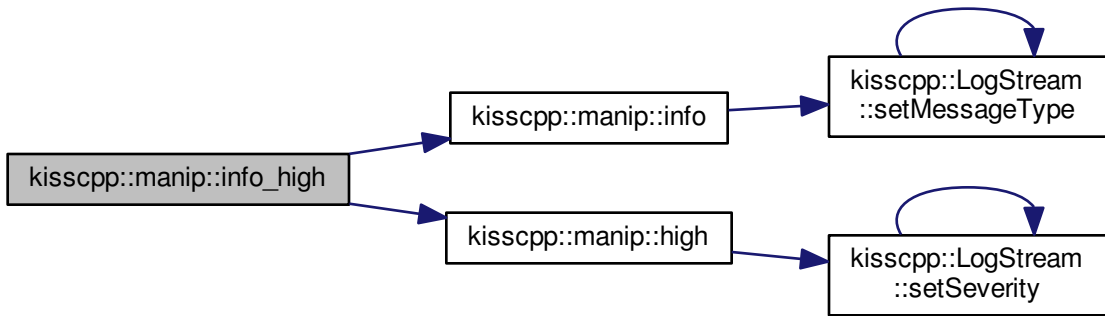 kisscpp::manip::info_high
kisscpp::manip::info
kisscpp::LogStream
::setMessageType
kisscpp::manip::high
kisscpp::LogStream
::setSeverity